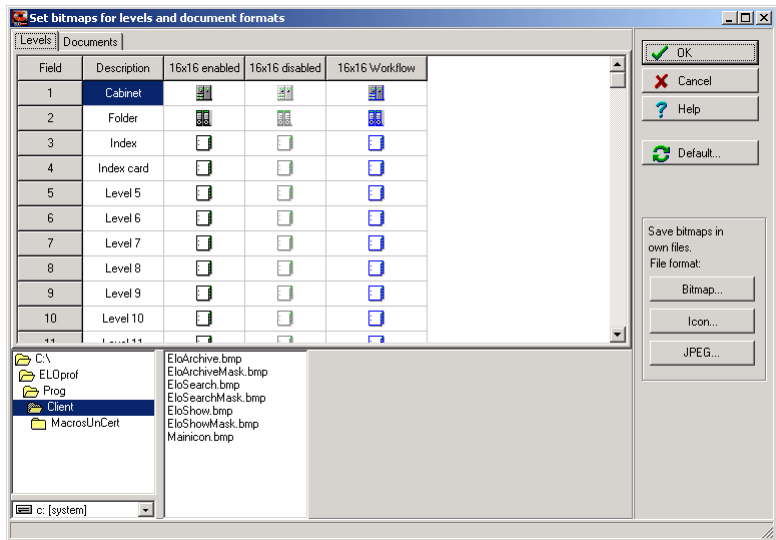 Set bitmaps for levels and document formats
Levels Documents
Field Description 16x16 enabled 16x16 disabled 16x16 Workflow
1 Cabinet
2 Folder
3 Index
4 Index card
5 Level 5
6 Level 6
7 Level 7
8 Level 8
9 Level 9
10 Level 10
11 Level 11
C:\
ELOprof
Prog
Client
MacrosUnCert
c: [system]
EloArchive.bmp
EloArchiveMask.bmp
EloSearch.bmp
EloSearchMask.bmp
EloShow.bmp
EloShowMask.bmp
Mainicon.bmp
OK
Cancel
? Help
Default...
Save bitmaps in
own files.
File format:
Bitmap...
Icon...
JPEG...